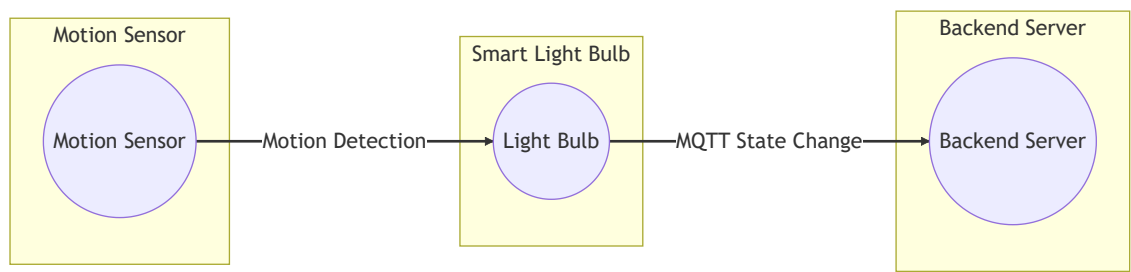 Motion Sensor
Motion Sensor
Motion Detection
Smart Light Bulb
Light Bulb
MQTT State Change
Backend Server
Backend Server